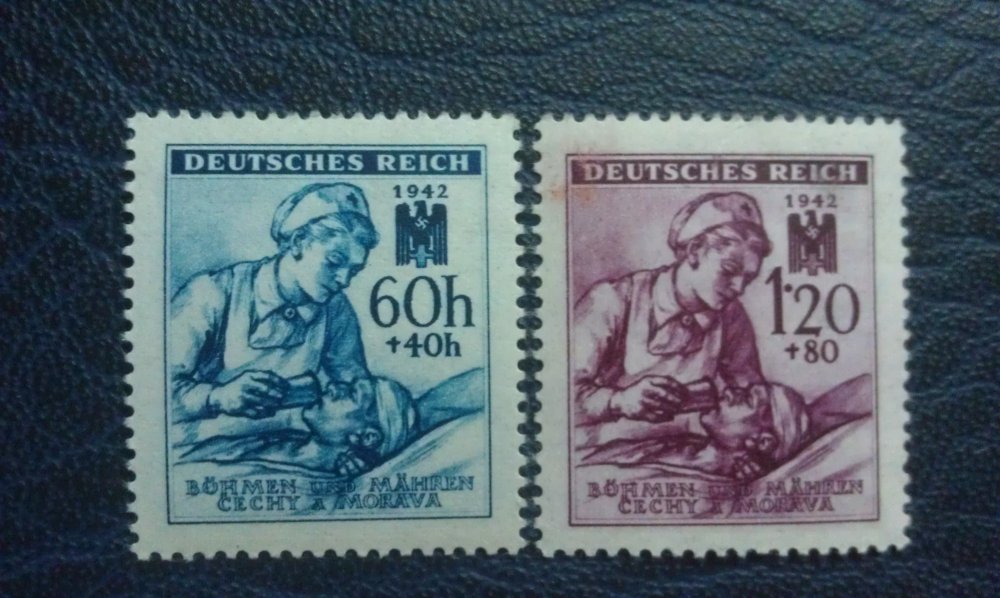 DEUTSCHES REICH
1942
60h
+40h
BÖHMEN UND MÄHREN
ČECHY A MORAVA
DEUTSCHES REICH
1942
1·20
+80
BÖHMEN UND MÄHREN
ČECHY A MORAVA